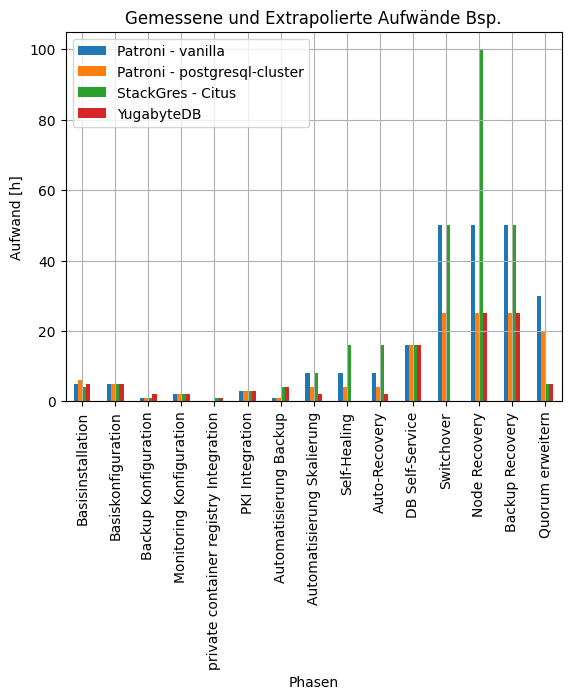 Gemessene und Extrapolierte Aufwände Bsp.
Patroni - vanilla
Patroni - postgresql-cluster
StackGres - Citus
YugabyteDB
Aufwand [h]
100
80
60
40
20
0
Basisinstallation
Basiskonfiguration
Backup Konfiguration
Monitoring Konfiguration
private container registry Integration
PKI Integration
Automatisierung Backup
Automatisierung Skalierung
Self-Healing
Auto-Recovery
DB Self-Service
Switchover
Node Recovery
Backup Recovery
Quorum erweitern
Phasen